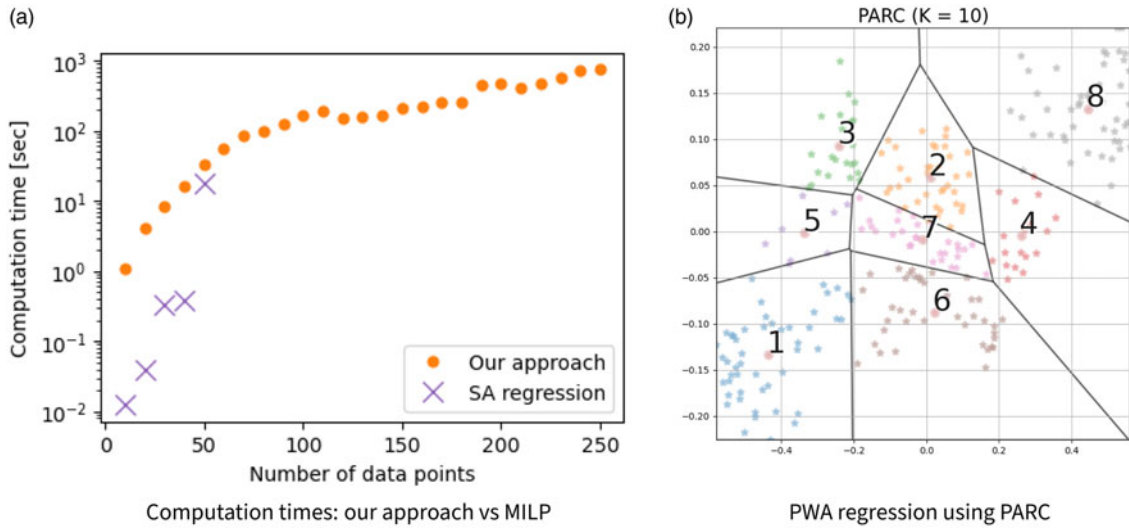 (a)
10³
10²
10¹
10⁰
10⁻¹
10⁻²
Computation time [sec]
Our approach
SA regression
0 50 100 150 200 250
Number of data points
Computation times: our approach vs MILP
(b)
PARC (K = 10)
0.20
0.15
0.10
0.05
0.00
−0.05
−0.10
−0.15
−0.20
3
8
2
5
7
4
6
1
−0.4 −0.2 0.0 0.2 0.4
PWA regression using PARC